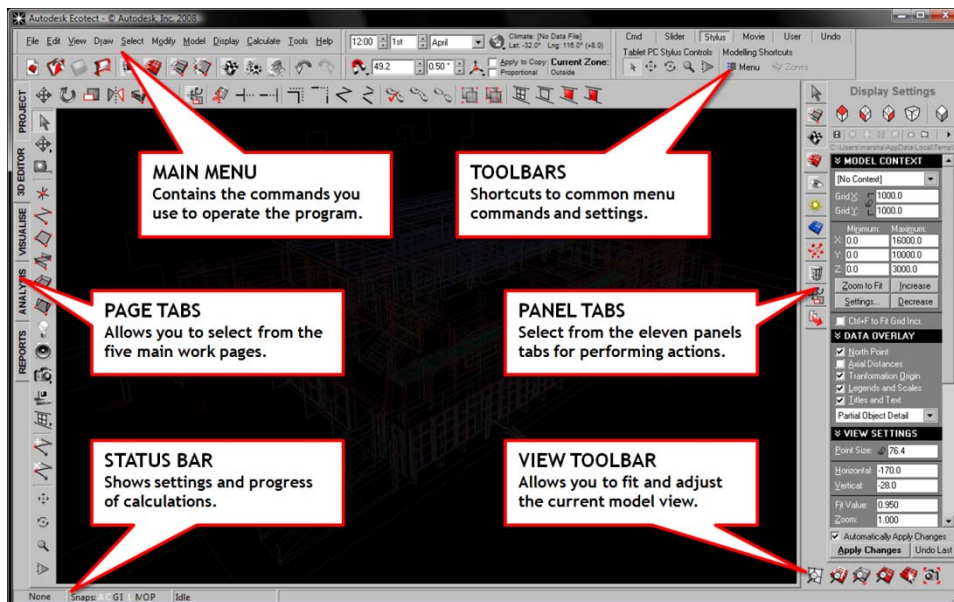 Autodesk Ecotect - © Autodesk, Inc. 2008
File Edit View Draw Select Modify Model Display Calculate Tools Help
12:00 1st April
Climate: [No Data File]
Lat: -32.0° Lng: 116.0° (+8.0)
Cmd Slider Stylus Movie User Undo
Tablet PC Stylus Controls Modelling Shortcuts
Menu Zones
49.2 0.50°
Apply to Copy Current Zone:
Proportional Outside
PROJECT
3D EDITOR
VISUALISE
ANALYSIS
REPORTS
MAIN MENU
Contains the commands you
use to operate the program.
TOOLBARS
Shortcuts to common menu
commands and settings.
PAGE TABS
Allows you to select from the
five main work pages.
PANEL TABS
Select from the eleven panels
tabs for performing actions.
STATUS BAR
Shows settings and progress
of calculations.
VIEW TOOLBAR
Allows you to fit and adjust
the current model view.
Display Settings
C:\Users\marsha\AppData\Local\Temp\
MODEL CONTEXT
[No Context]
Grid X: 1000.0
Grid Y: 1000.0
Minimum: Maximum:
X: 0.0 16000.0
Y: 0.0 10000.0
Z: 0.0 3000.0
Zoom to Fit Increase
Settings... Decrease
Ctrl+F to Fit Grid Incr.
DATA OVERLAY
North Point
Axial Distances
Tranformation Origin
Legends and Scales
Titles and Text
Partial Object Detail
VIEW SETTINGS
Point Size: 76.4
Horizontal: -170.0
Vertical: -28.0
Fit Value: 0.950
Zoom: 1.000
Automatically Apply Changes
Apply Changes Undo Last
None Snaps: A C GI L IVOP Idle